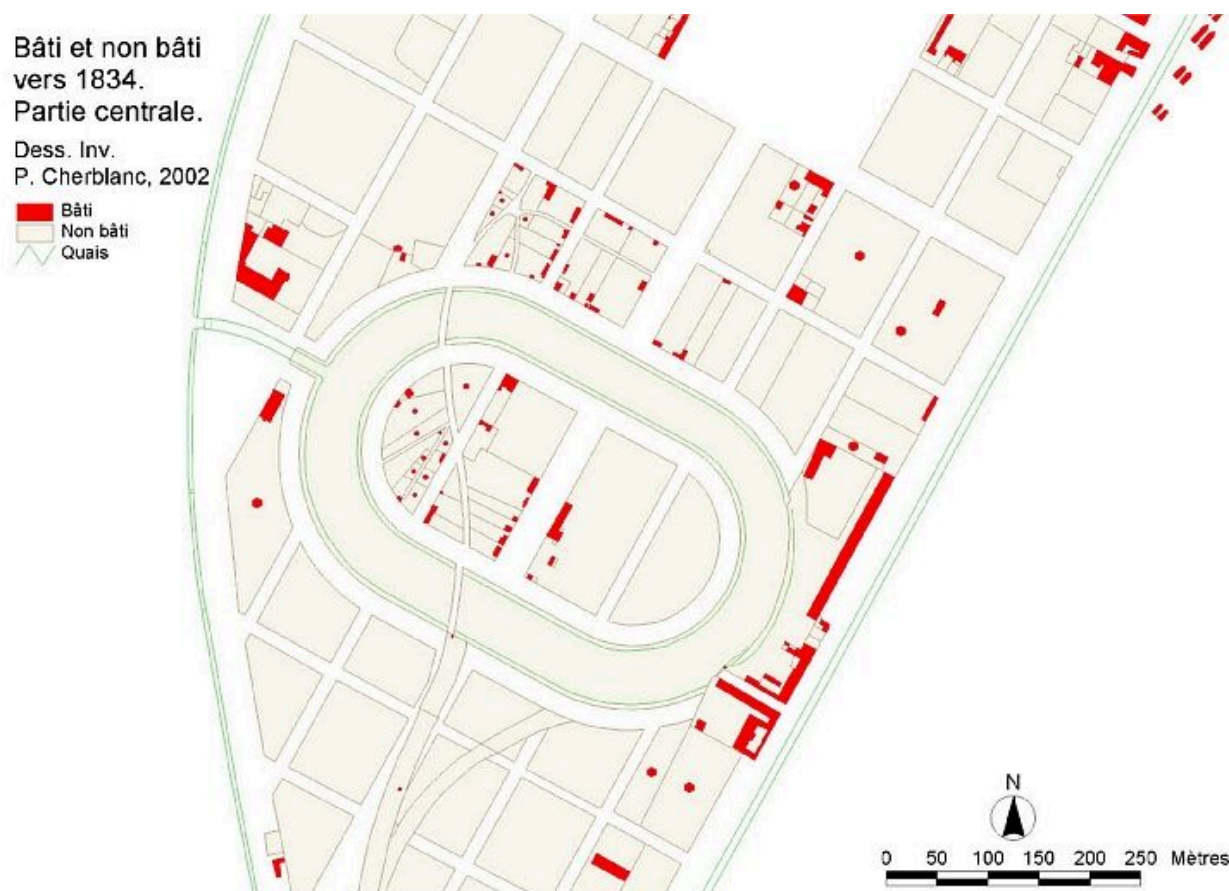 Bâti et non bâti
vers 1834.
Partie centrale.
Dess. Inv.
P. Cherblanc, 2002
Bâti
Non bâti
Quais
N
0 50 100 150 200 250 Mètres